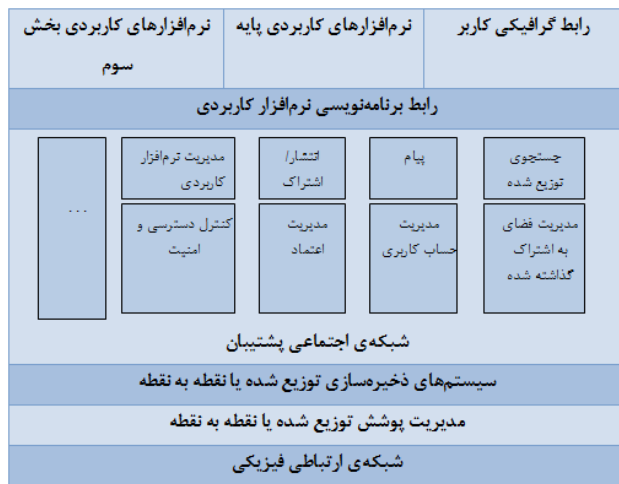 رابط گرافیکی کاربر
نرم‌افزارهای کاربردی پایه
نرم‌افزارهای کاربردی بخش
سوم
رابط برنامه‌نویسی نرم‌افزار کاربردی
جستجوی
توزیع شده
پیام
انتشار/
اشتراک
مدیریت نرم‌افزار
کاربردی
...
مدیریت فضای
به اشتراک
گذاشته شده
مدیریت
حساب کاربری
مدیریت
اعتماد
کنترل دسترسی و
امنیت
شبکه‌ی اجتماعی پشتیبان
سیستم‌های ذخیره‌سازی توزیع شده یا نقطه به نقطه
مدیریت پوشش توزیع شده یا نقطه به نقطه
شبکه‌ی ارتباطی فیزیکی